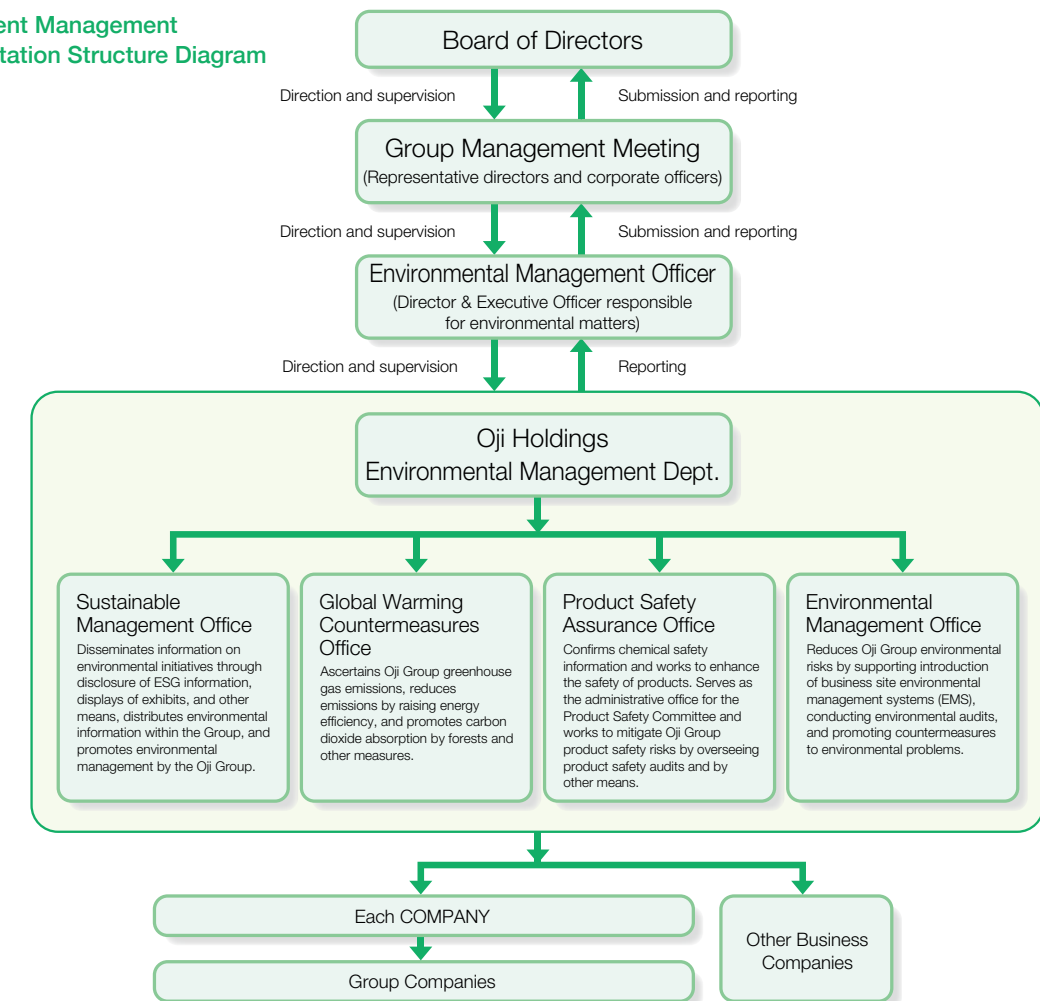 ent Management
tation Structure Diagram
Board of Directors
Direction and supervision
Submission and reporting
Group Management Meeting
(Representative directors and corporate officers)
Direction and supervision
Submission and reporting
Environmental Management Officer
(Director & Executive Officer responsible
for environmental matters)
Direction and supervision
Reporting
Oji Holdings
Environmental Management Dept.
Sustainable
Management Office
Disseminates information on
environmental initiatives through
disclosure of ESG information,
displays of exhibits, and other
means, distributes environmental
information within the Group, and
promotes environmental
management by the Oji Group.
Global Warming
Countermeasures
Office
Ascertains Oji Group greenhouse
gas emissions, reduces
emissions by raising energy
efficiency, and promotes carbon
dioxide absorption by forests and
other measures.
Product Safety
Assurance Office
Confirms chemical safety
information and works to enhance
the safety of products. Serves as
the administrative office for the
Product Safety Committee and
works to mitigate Oji Group
product safety risks by overseeing
product safety audits and by
other means.
Environmental
Management Office
Reduces Oji Group environmental
risks by supporting introduction
of business site environmental
management systems (EMS),
conducting environmental audits,
and promoting countermeasures
to environmental problems.
Each COMPANY
Group Companies
Other Business
Companies